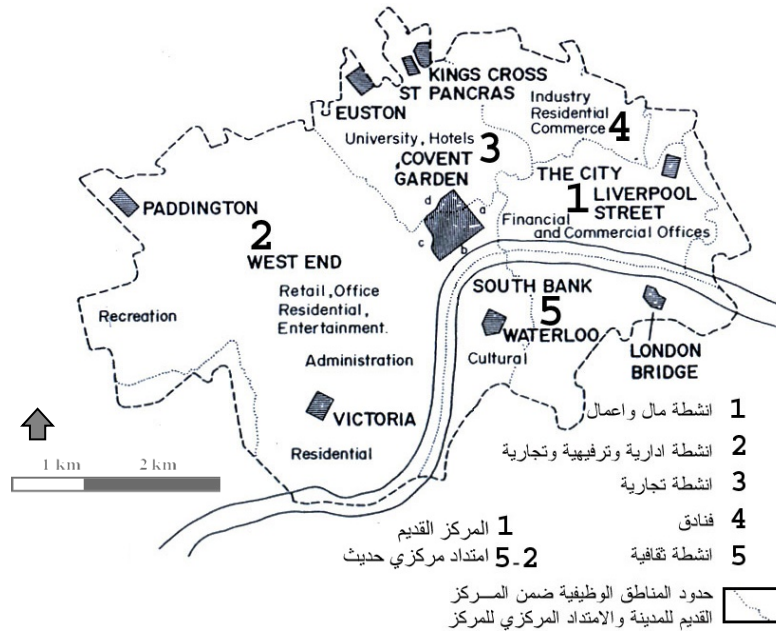 KINGS CROSS
ST PANCRAS
EUSTON
Industry
Residential
Commerce 4
University, Hotels 3
COVENT
GARDEN
THE CITY
1 LIVERPOOL
STREET
Financial
and Commercial Offices
PADDINGTON
2
WEST END
d
a
c
b
Retail, Office
Residential,
Entertainment.
Recreation
SOUTH BANK
5
WATERLOO
Cultural
LONDON
BRIDGE
Administration
VICTORIA
Residential
1 km 2 km
1 انشطة مال واعمال
2 انشطة ادارية وترفيهية وتجارية
3 انشطة تجارية
4 فنادق
5 انشطة ثقافية
1 المركز القديم
5-2 امتداد مركزي حديث
حدود المناطق الوظيفية ضمن المـــركز
القديم للمدينة والامتداد المركزي للمركز